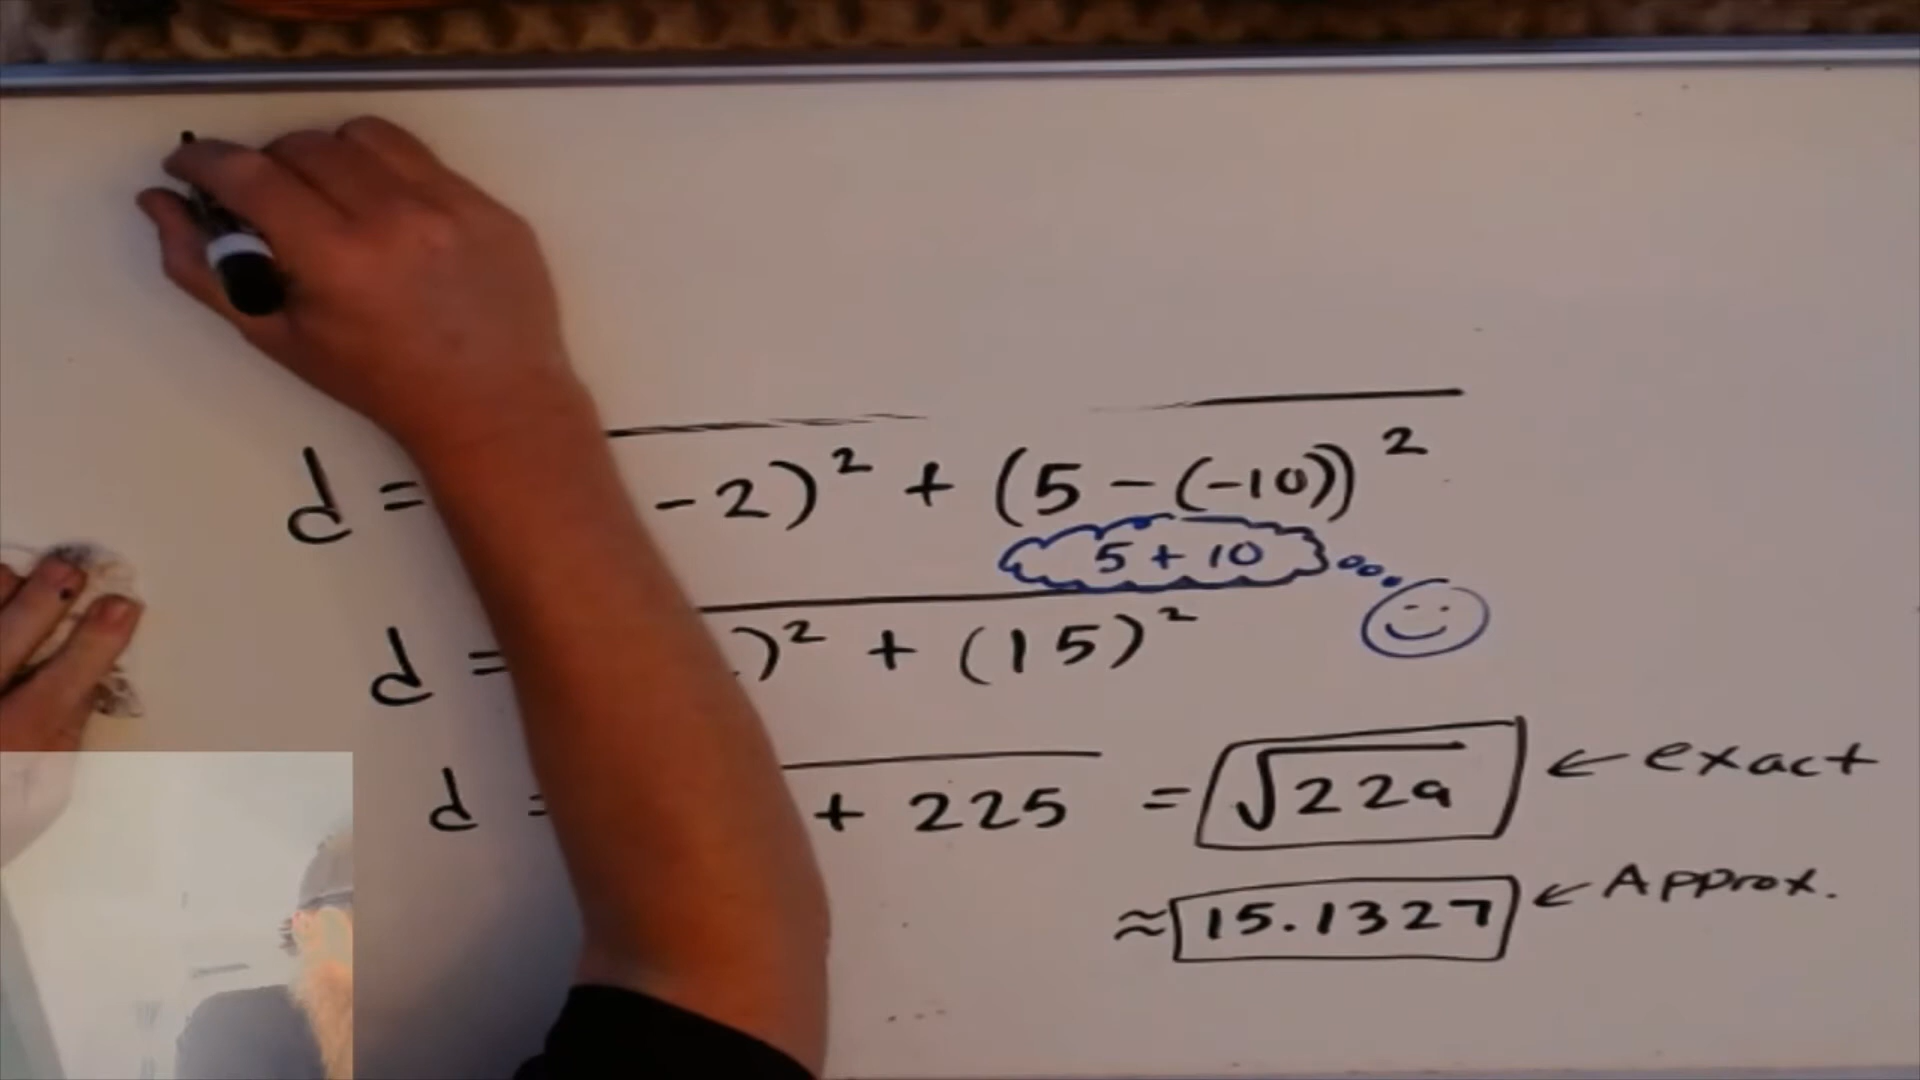 d = - 2)² + (5 - (-10))²
5 + 10
d = )² + (15)²
d = + 225 = √229 ← exact
≈ 15.1327 ← Approx.